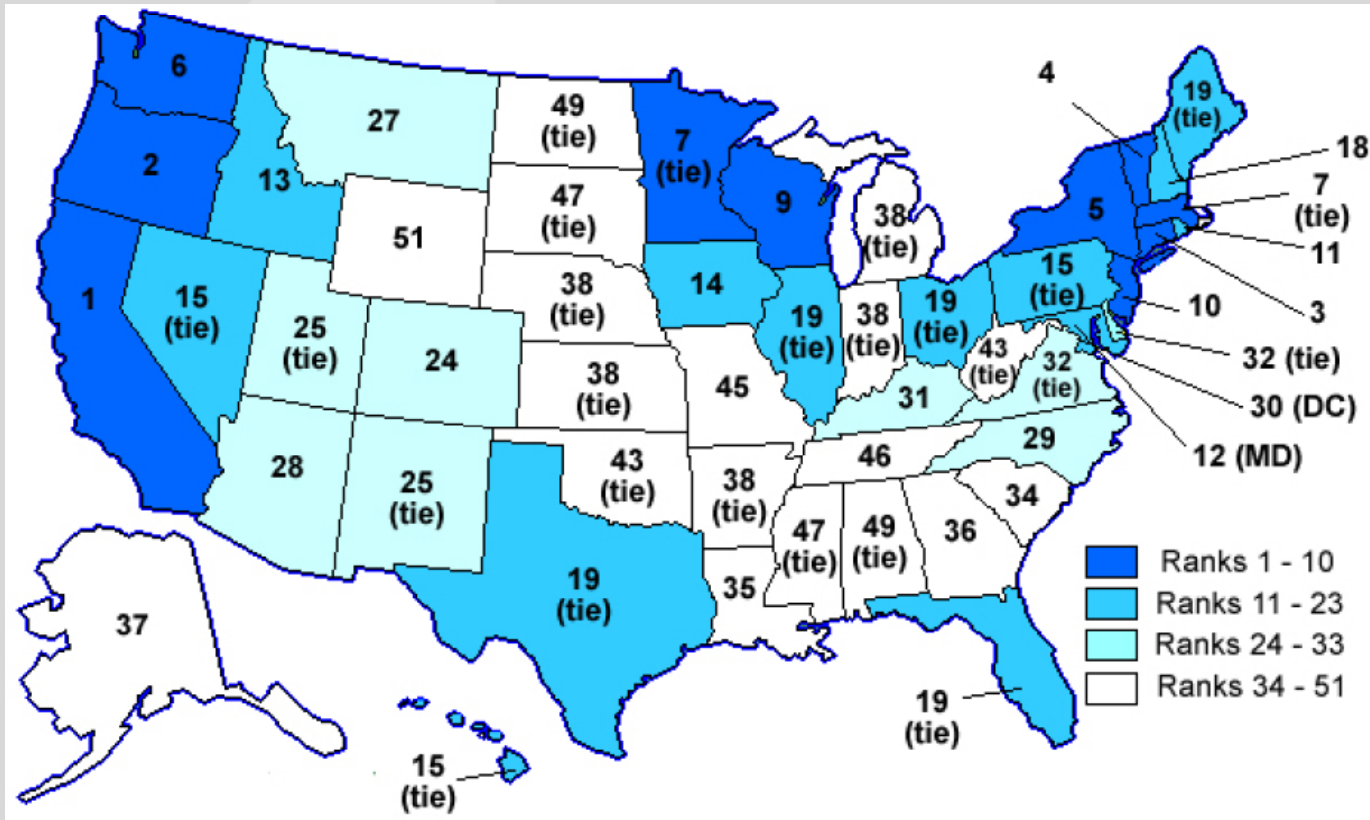 6
2
13
27
1
15
(tie)
51
49
(tie)
47
(tie)
38
(tie)
38
(tie)
25
(tie)
24
28
25
(tie)
43
(tie)
19
(tie)
7
(tie)
9
14
45
38
(tie)
35
19
(tie)
38
(tie)
38
(tie)
19
(tie)
31
46
47
(tie)
49
(tie)
36
34
29
32
(tie)
43
(tie)
15
(tie)
5
4
19
(tie)
18
7
(tie)
11
3
10
32 (tie)
30 (DC)
12 (MD)
19
(tie)
37
15
(tie)
Ranks 1 - 10
Ranks 11 - 23
Ranks 24 - 33
Ranks 34 - 51